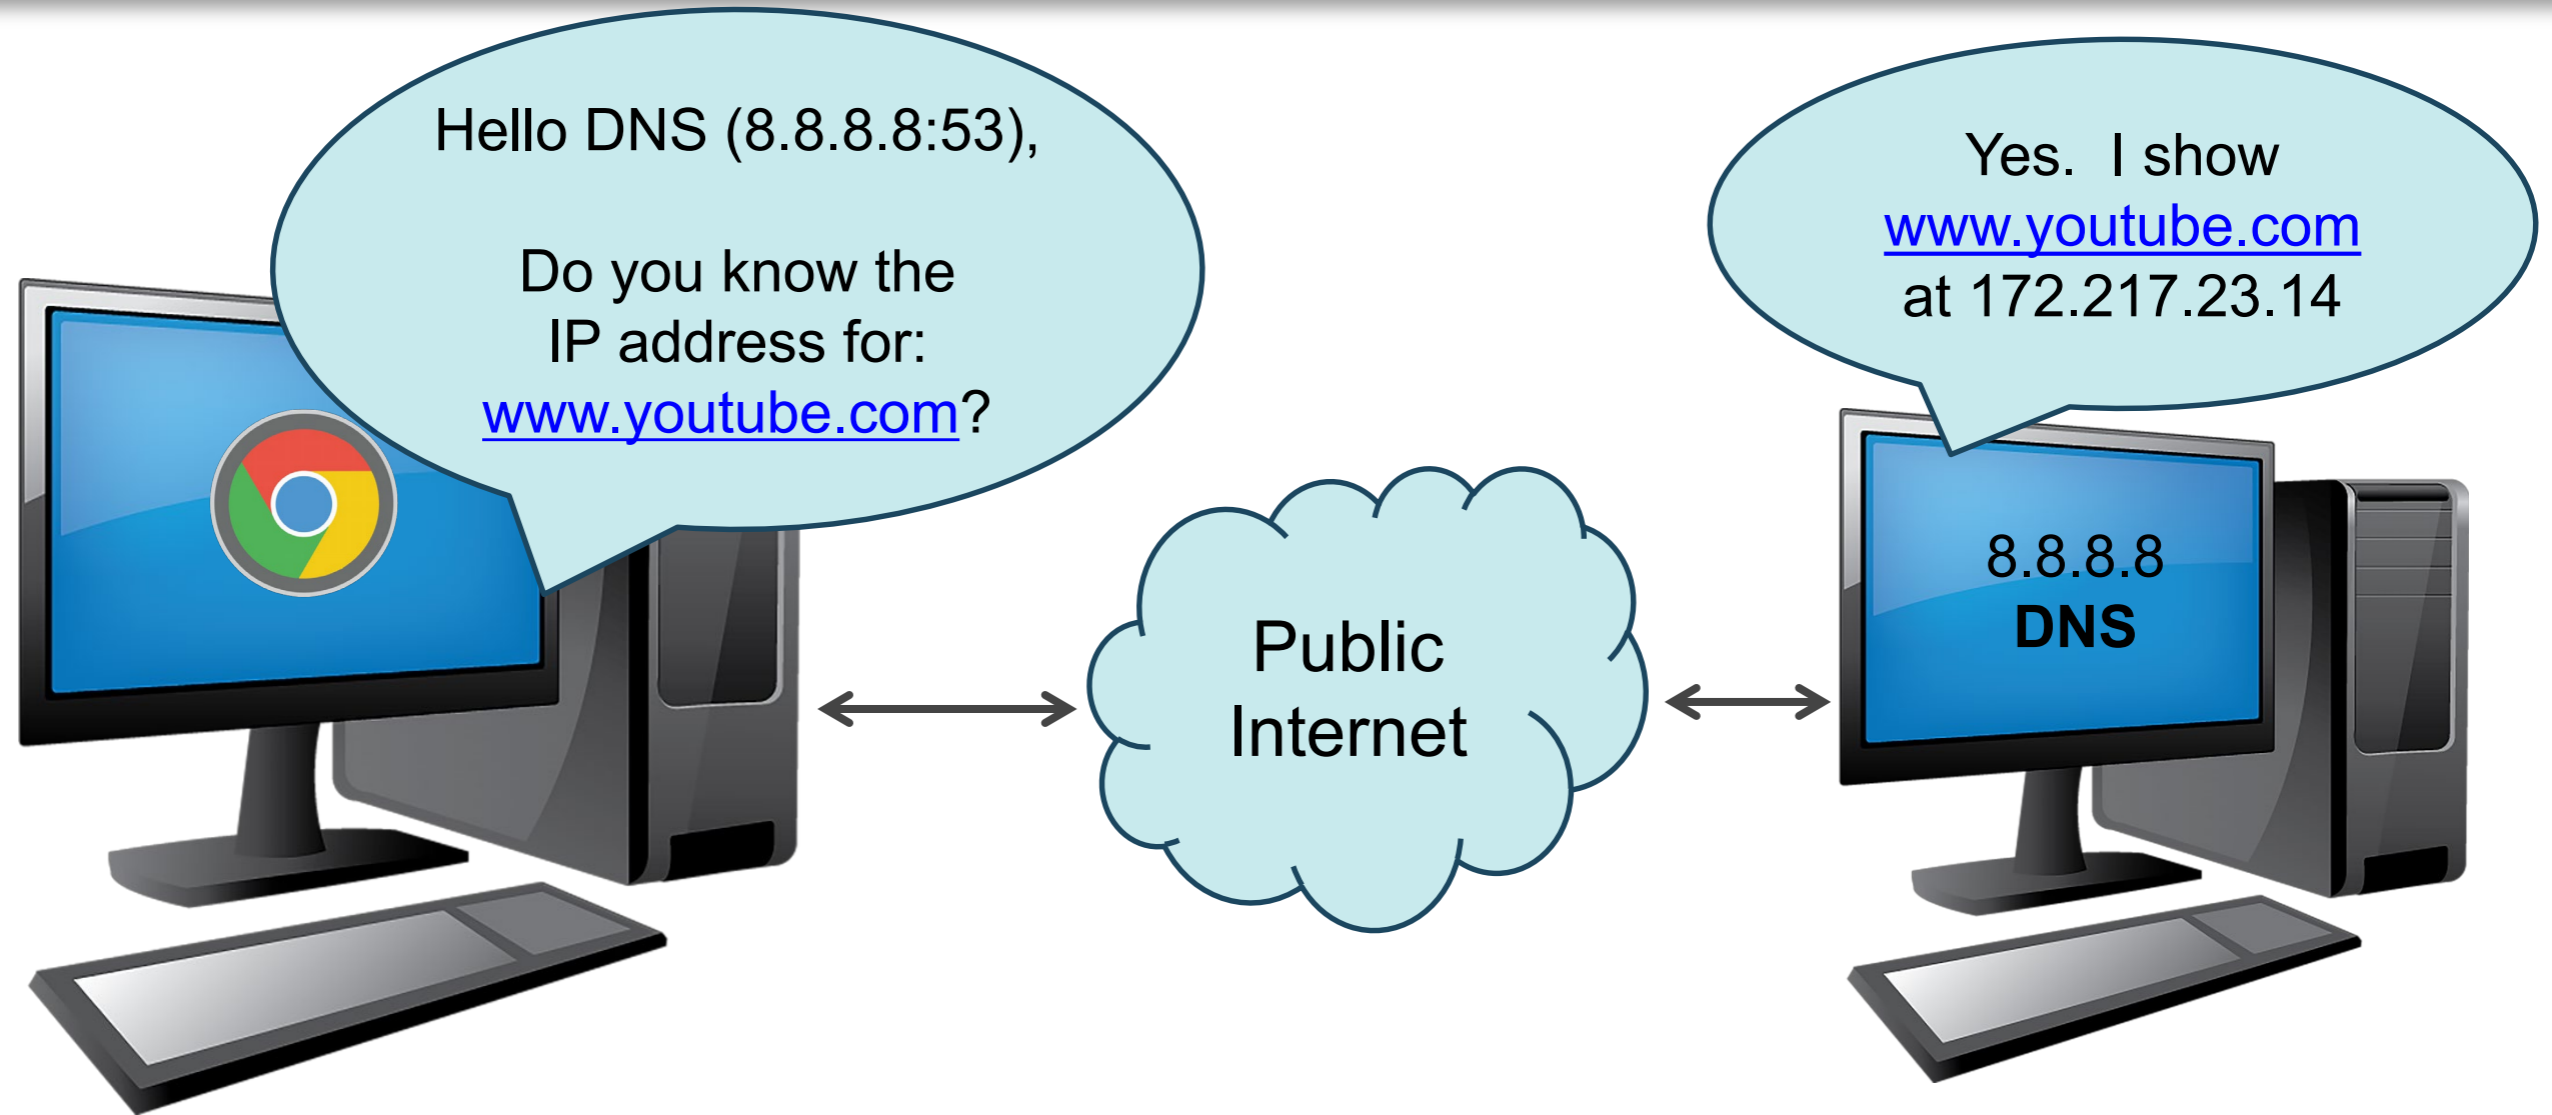 Hello DNS (8.8.8.8:53),
Do you know the
IP address for:
www.youtube.com?
Yes.  I show
www.youtube.com
at 172.217.23.14
Public
Internet
8.8.8.8
DNS